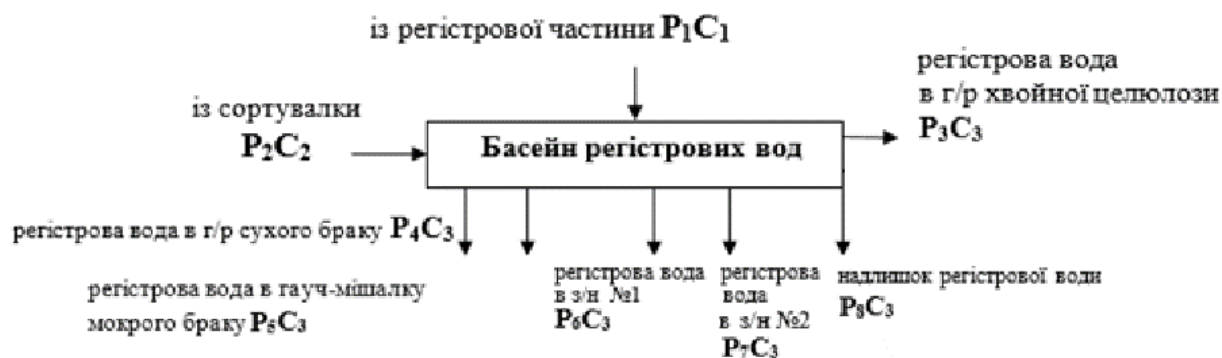 із регістрової частини P₁C₁
регістрова вода
в г/р хвойної целюлози
P₃C₃
із сортувалки
P₂C₂
Басейн регістрових вод
регістрова вода в г/р сухого браку P₄C₃
регістрова вода в гауч-мішалку
мокрого браку P₅C₃
регістрова вода
в з/н №1
P₆C₃
регістрова
вода
в з/н №2
P₇C₃
надлишок регістрової води
P₈C₃